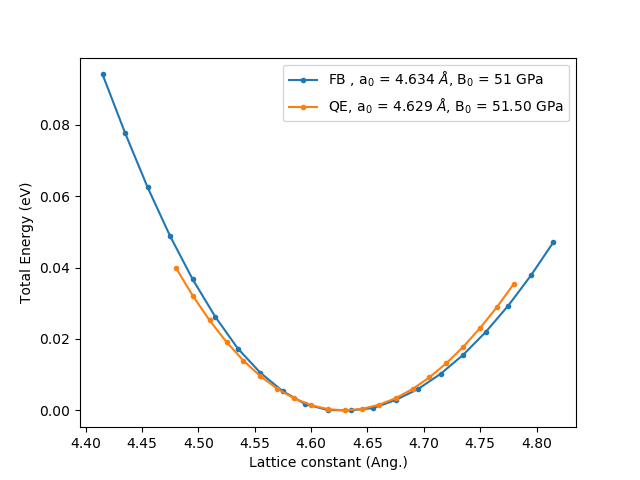 FB , a₀ = 4.634 Å, B₀ = 51 GPa
QE, a₀ = 4.629 Å, B₀ = 51.50 GPa
Total Energy (eV)
0.08
0.06
0.04
0.02
0.00
4.40 4.45 4.50 4.55 4.60 4.65 4.70 4.75 4.80
Lattice constant (Ang.)